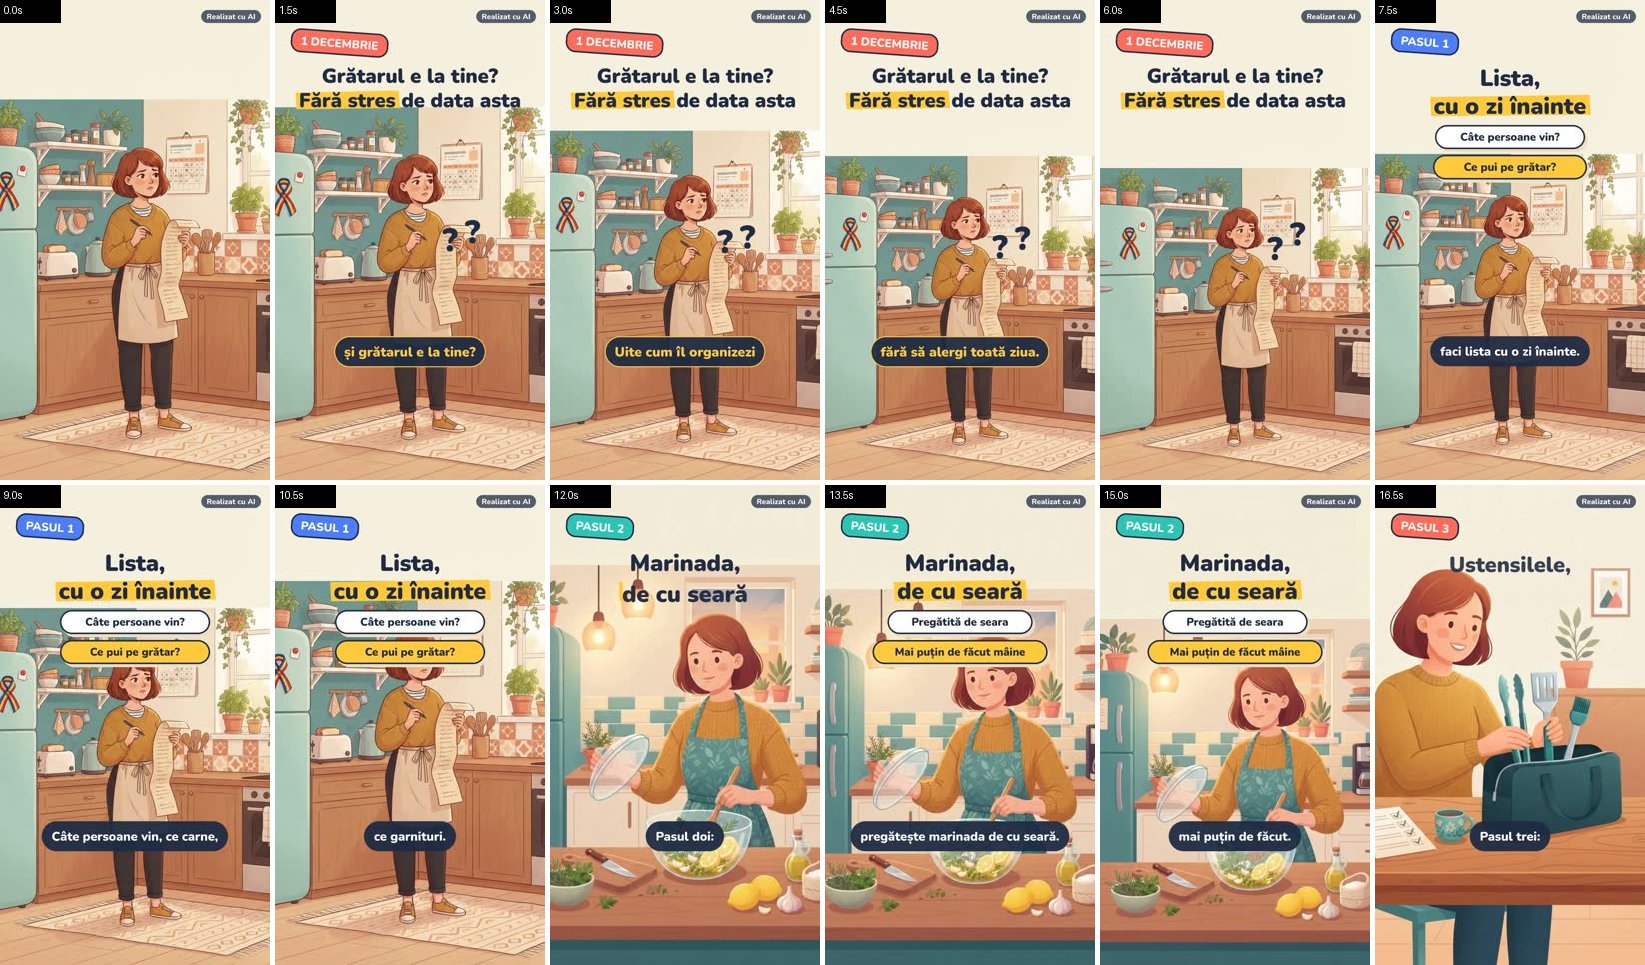 0.0s
Realizat cu AI
1.5s
Realizat cu AI
1 DECEMBRIE
Grătarul e la tine?
Fără stres de data asta
și grătarul e la tine?
3.0s
Realizat cu AI
1 DECEMBRIE
Grătarul e la tine?
Fără stres de data asta
? ?
Uite cum îl organizezi
4.5s
Realizat cu AI
1 DECEMBRIE
Grătarul e la tine?
Fără stres de data asta
? ?
fără să alergi toată ziua.
6.0s
Realizat cu AI
1 DECEMBRIE
Grătarul e la tine?
Fără stres de data asta
? ?
7.5s
Realizat cu AI
PASUL 1
Lista,
cu o zi înainte
Câte persoane vin?
Ce pui pe grătar?
faci lista cu o zi înainte.
9.0s
Realizat cu AI
PASUL 1
Lista,
cu o zi înainte
Câte persoane vin?
Ce pui pe grătar?
Câte persoane vin, ce carne,
10.5s
Realizat cu AI
PASUL 1
Lista,
cu o zi înainte
Câte persoane vin?
Ce pui pe grătar?
ce garnituri.
12.0s
Realizat cu AI
PASUL 2
Marinada,
de cu seară
Pasul doi:
13.5s
Realizat cu AI
PASUL 2
Marinada,
de cu seară
Pregătită de seara
Mai puțin de făcut mâine
pregătește marinada de cu seară.
15.0s
Realizat cu AI
PASUL 2
Marinada,
de cu seară
Pregătită de seara
Mai puțin de făcut mâine
mai puțin de făcut.
16.5s
Realizat cu AI
PASUL 3
Ustensilele,
Pasul trei: